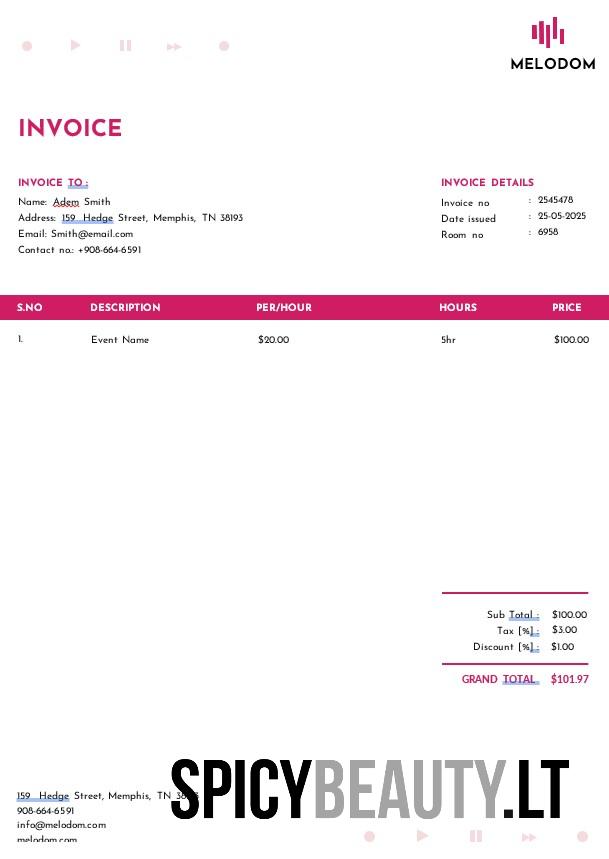 MELODOM
INVOICE
INVOICE TO :
Name: Adem Smith
Address: 159 Hedge Street, Memphis, TN 38193
Email: Smith@email.com
Contact no.: +908-664-6591
INVOICE DETAILS
Invoice no : 2545478
Date issued : 25-05-2025
Room no : 6958
S.NO DESCRIPTION PER/HOUR HOURS PRICE
1. Event Name $20.00 5hr $100.00
Sub Total : $100.00
Tax [%] : $3.00
Discount [%] : $1.00
GRAND TOTAL $101.97
SPICYBEAUTY.LT
159 Hedge Street, Memphis, TN
908-664-6591
info@melodom.com
melodom.com